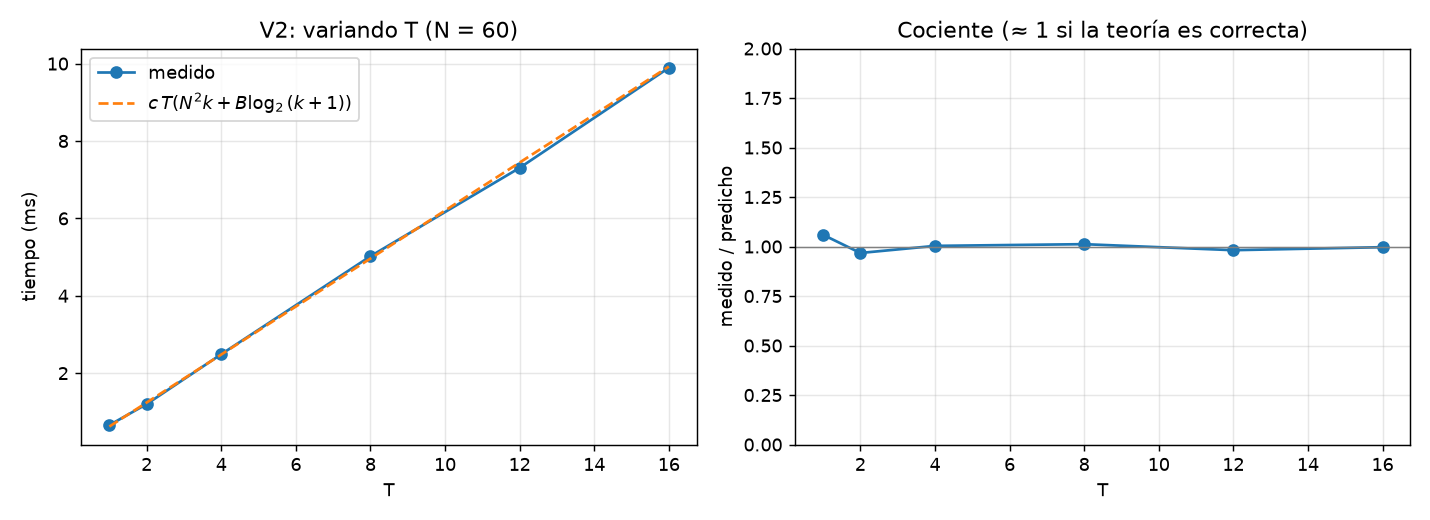 V2: variando T (N = 60)
medido
c T(N²k + B log₂ (k + 1))
tiempo (ms)
10
8
6
4
2
2 4 6 8 10 12 14 16
T
Cociente (≈ 1 si la teoría es correcta)
medido / predicho
2.00
1.75
1.50
1.25
1.00
0.75
0.50
0.25
0.00
2 4 6 8 10 12 14 16
T